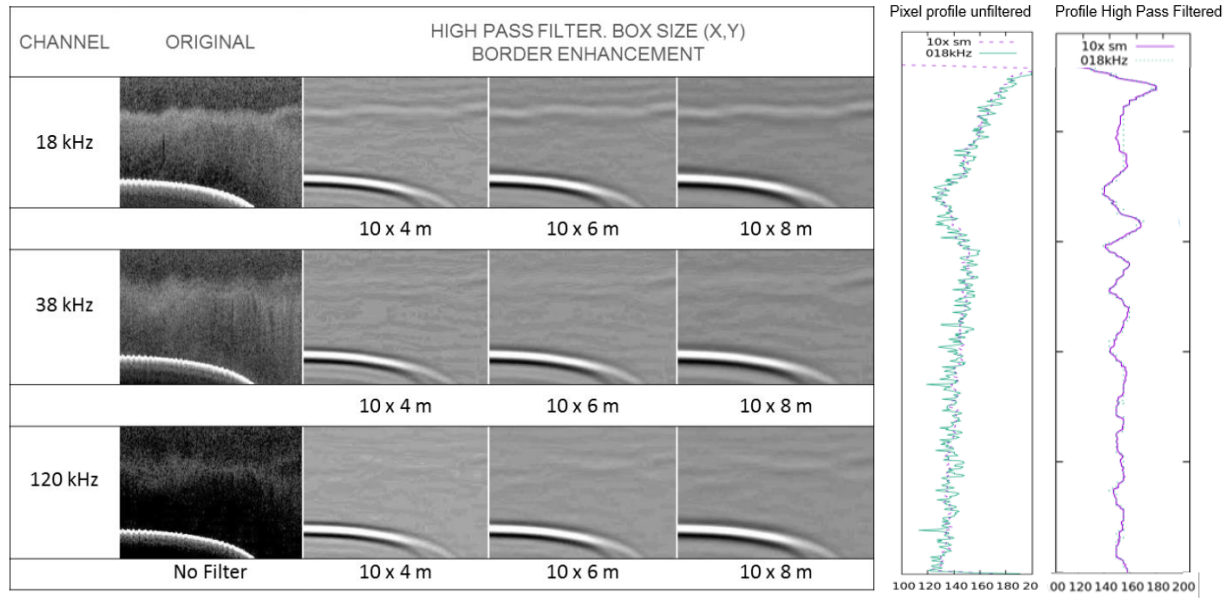 CHANNEL
ORIGINAL
HIGH PASS FILTER. BOX SIZE (X,Y)
BORDER ENHANCEMENT
18 kHz
10 x 4 m
10 x 6 m
10 x 8 m
38 kHz
10 x 4 m
10 x 6 m
10 x 8 m
120 kHz
No Filter
10 x 4 m
10 x 6 m
10 x 8 m
Pixel profile unfiltered
10x sm
018kHz
100 120 140 160 180 20
Profile High Pass Filtered
10x sm
018kHz
00 120 140 160 180 200